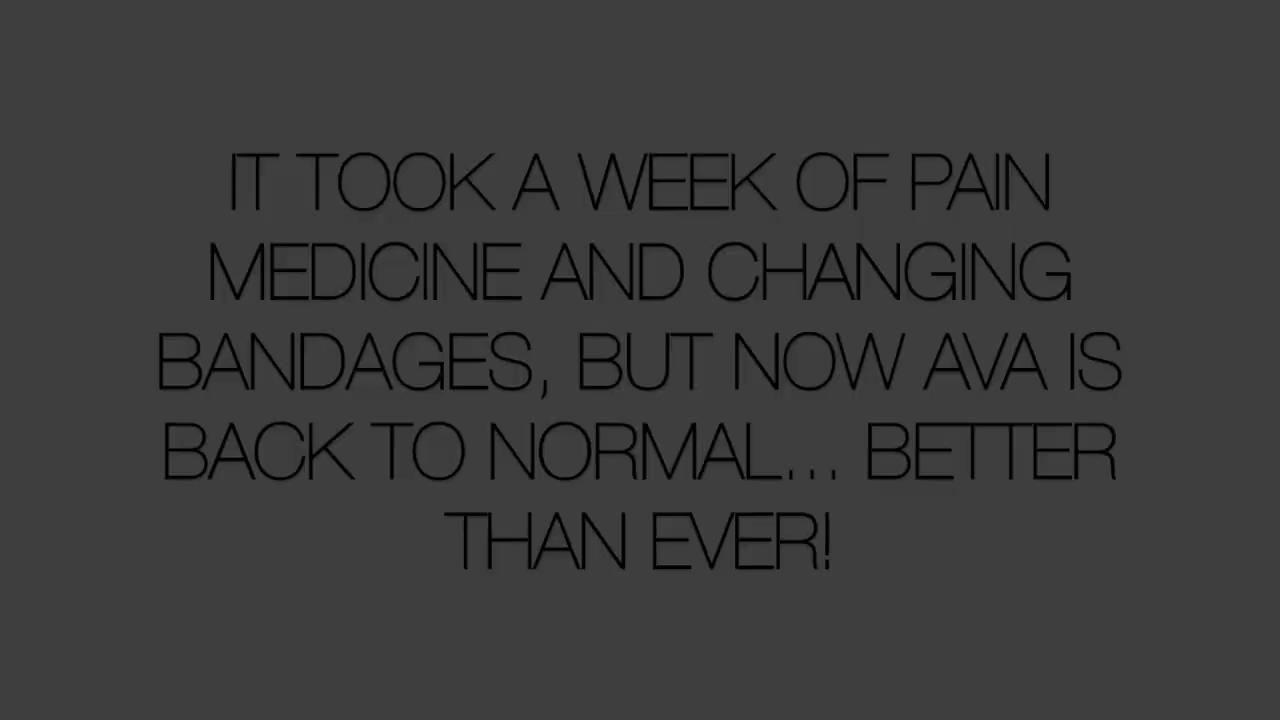 IT TOOK A WEEK OF PAIN
MEDICINE AND CHANGING
BANDAGES, BUT NOW AVA IS
BACK TO NORMAL... BETTER
THAN EVER!